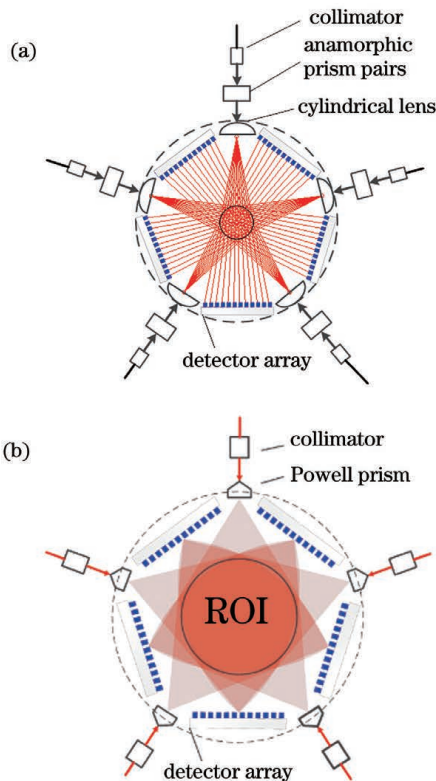 (a)
collimator
anamorphic
prism pairs
cylindrical lens
detector array
(b)
collimator
Powell prism
ROI
detector array